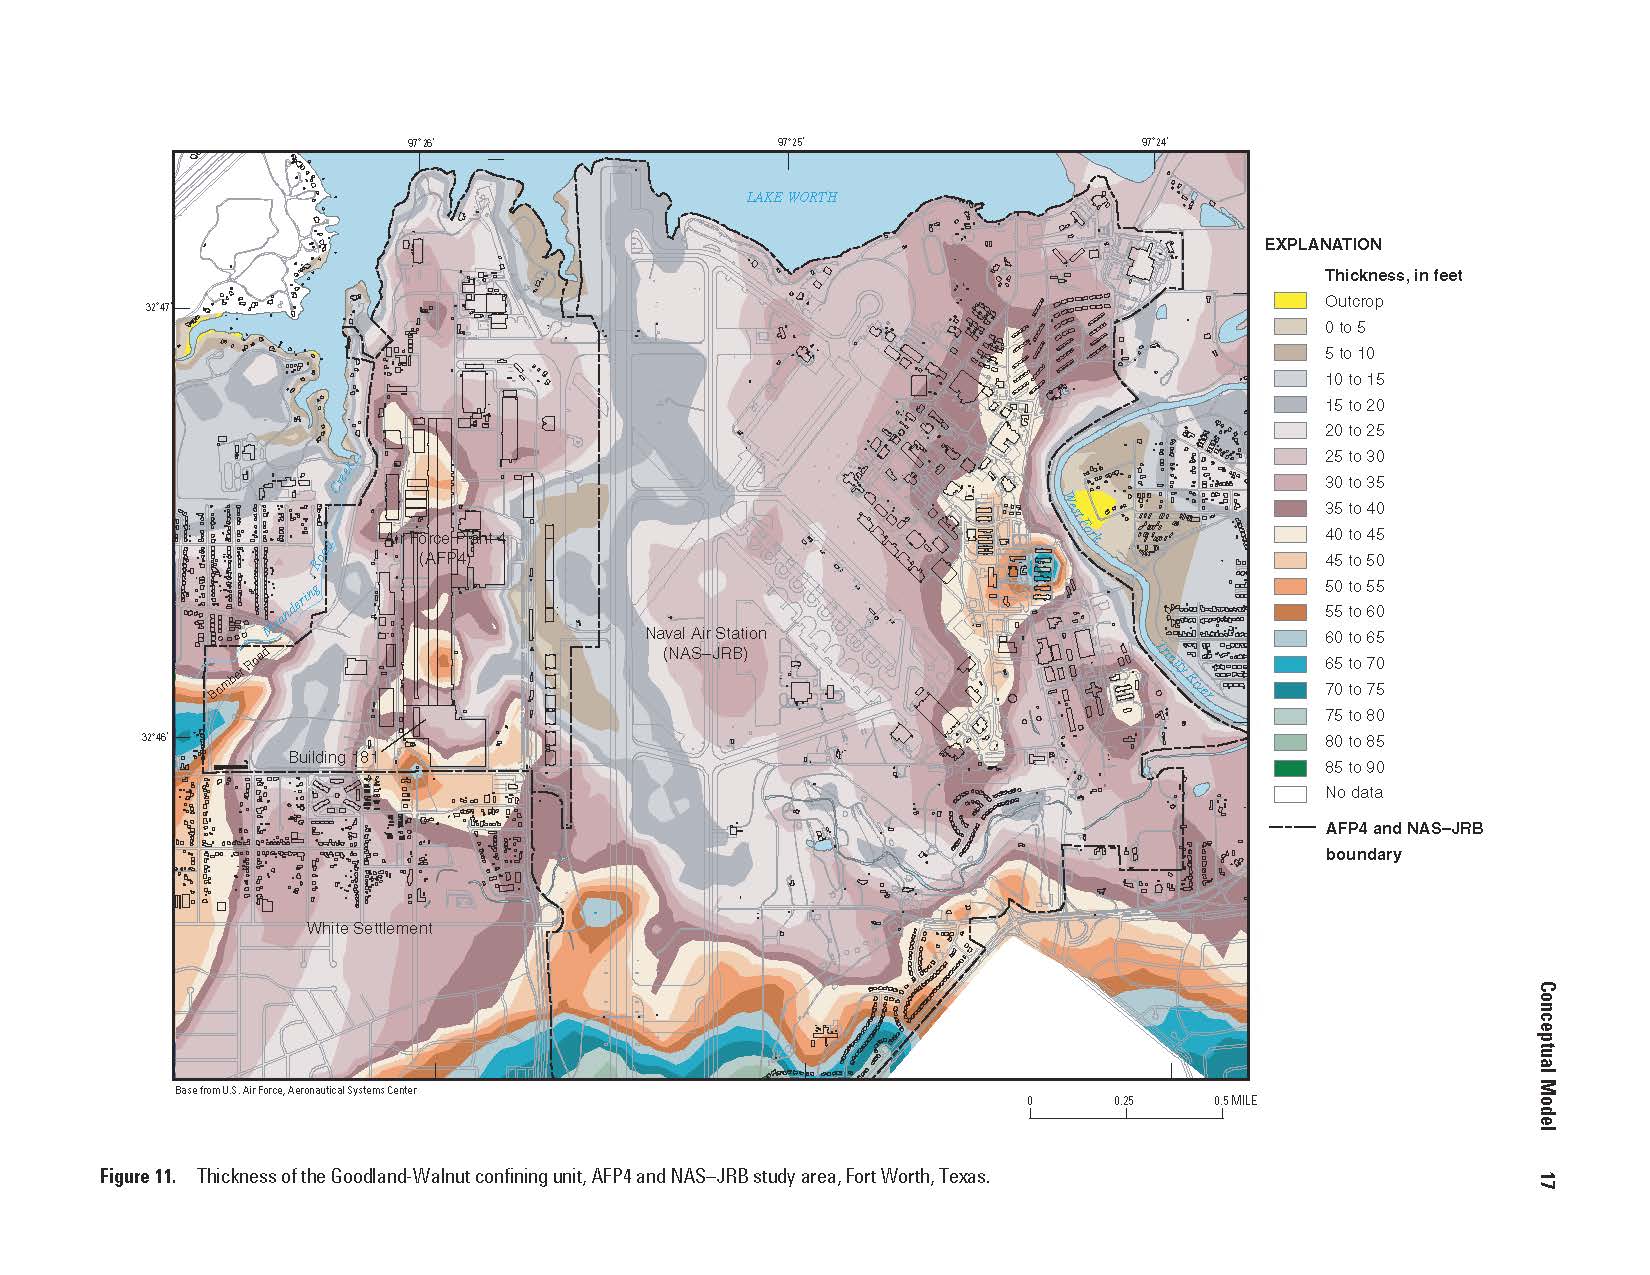 97°26'
97°25'
97°24'
LAKE WORTH
32°47'
Creek
Air Force Plant 4
(AFP4)
West Fork
Road
Meandering
Naval Air Station
(NAS–JRB)
Bomber Road
Trinity River
32°46'
Building 181
White Settlement
EXPLANATION
Thickness, in feet
Outcrop
0 to 5
5 to 10
10 to 15
15 to 20
20 to 25
25 to 30
30 to 35
35 to 40
40 to 45
45 to 50
50 to 55
55 to 60
60 to 65
65 to 70
70 to 75
75 to 80
80 to 85
85 to 90
No data
AFP4 and NAS–JRB
boundary
Base from U.S. Air Force, Aeronautical Systems Center
0 0.25 0.5 MILE
Figure 11. Thickness of the Goodland-Walnut confining unit, AFP4 and NAS–JRB study area, Fort Worth, Texas.
Conceptual Model 17